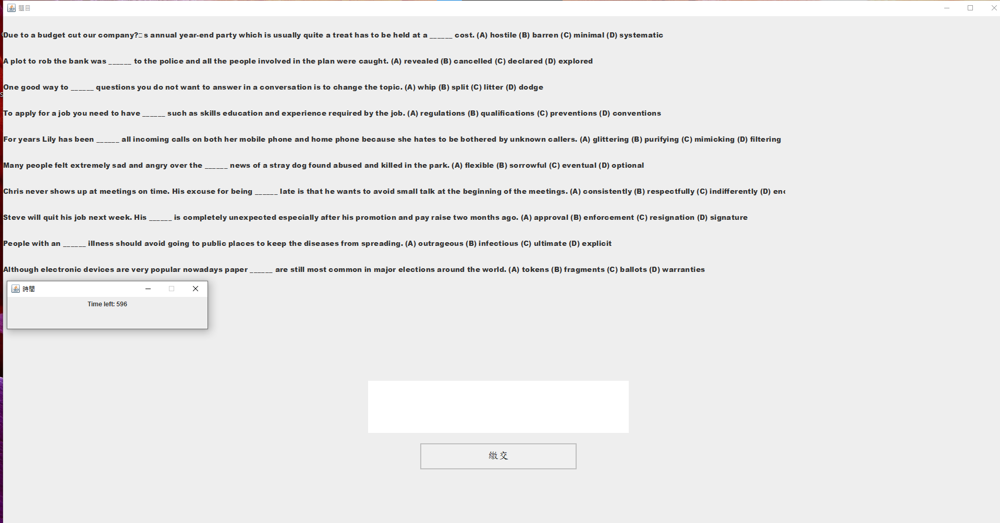 題目
Due to a budget cut our company?□s annual year-end party which is usually quite a treat has to be held at a ______ cost. (A) hostile (B) barren (C) minimal (D) systematic
A plot to rob the bank was ______ to the police and all the people involved in the plan were caught. (A) revealed (B) cancelled (C) declared (D) explored
One good way to ______ questions you do not want to answer in a conversation is to change the topic. (A) whip (B) split (C) litter (D) dodge
To apply for a job you need to have ______ such as skills education and experience required by the job. (A) regulations (B) qualifications (C) preventions (D) conventions
For years Lily has been ______ all incoming calls on both her mobile phone and home phone because she hates to be bothered by unknown callers. (A) glittering (B) purifying (C) mimicking (D) filtering
Many people felt extremely sad and angry over the ______ news of a stray dog found abused and killed in the park. (A) flexible (B) sorrowful (C) eventual (D) optional
Chris never shows up at meetings on time. His excuse for being ______ late is that he wants to avoid small talk at the beginning of the meetings. (A) consistently (B) respectfully (C) indifferently (D)
Steve will quit his job next week. His ______ is completely unexpected especially after his promotion and pay raise two months ago. (A) approval (B) enforcement (C) resignation (D) signature
People with an ______ illness should avoid going to public places to keep the diseases from spreading. (A) outrageous (B) infectious (C) ultimate (D) explicit
Although electronic devices are very popular nowadays paper ______ are still most common in major elections around the world. (A) tokens (B) fragments (C) ballots (D) warranties
時間
Time left: 596
繳交